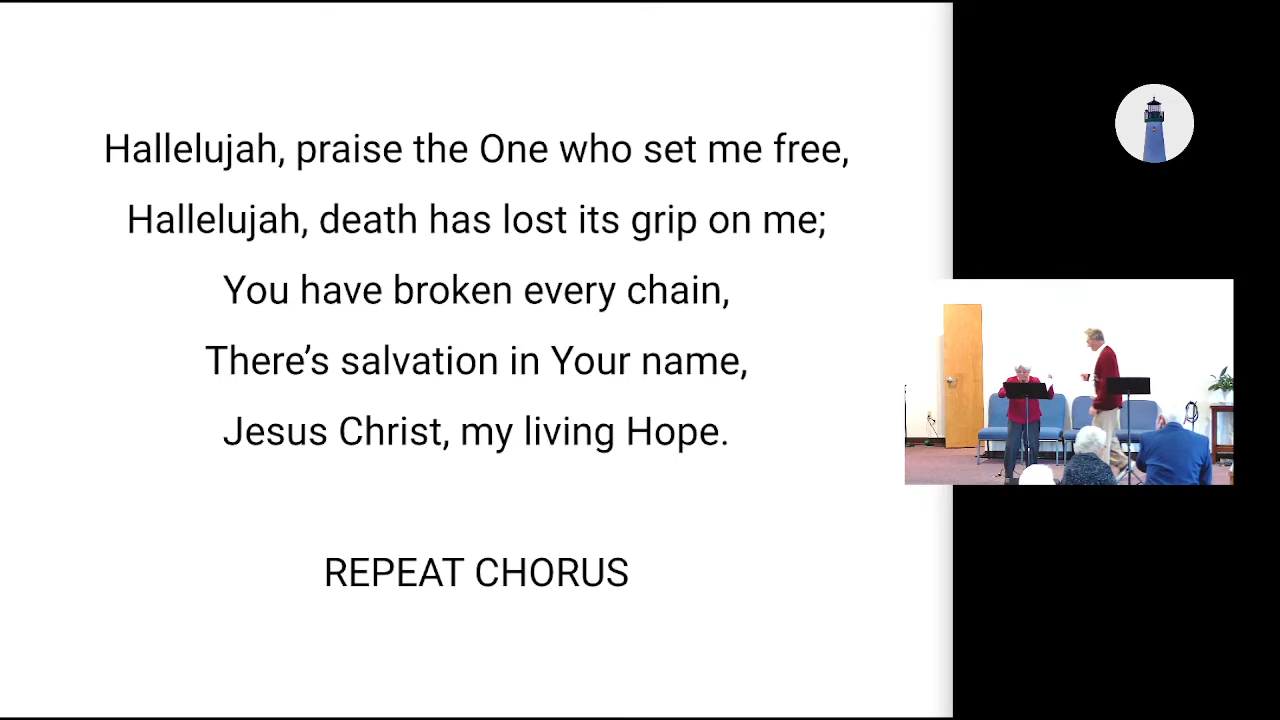 Hallelujah, praise the One who set me free,
Hallelujah, death has lost its grip on me;
You have broken every chain,
There’s salvation in Your name,
Jesus Christ, my living Hope.
REPEAT CHORUS